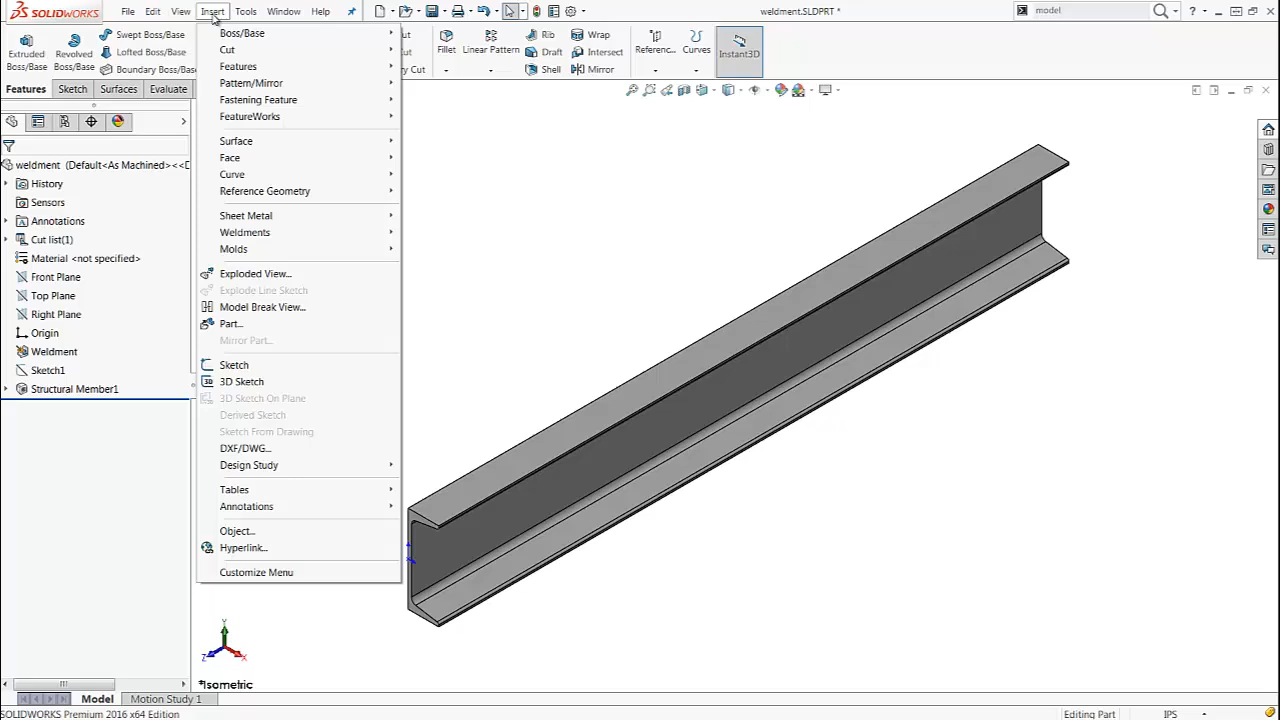 SOLIDWORKS File Edit View Insert Tools Window Help weldment.SLDPRT * model
Extruded Boss/Base
Revolved Boss/Base
Swept Boss/Base
Lofted Boss/Base
Boundary Boss/Base
ut
Cut
ry Cut
Fillet
Linear Pattern
Rib
Draft
Shell
Wrap
Intersect
Mirror
Referenc...
Curves
Instant3D
Features Sketch Surfaces Evaluate
weldment (Default<As Machined><<D
History
Sensors
Annotations
Cut list(1)
Material <not specified>
Front Plane
Top Plane
Right Plane
Origin
Weldment
Sketch1
Structural Member1
Boss/Base
Cut
Features
Pattern/Mirror
Fastening Feature
FeatureWorks
Surface
Face
Curve
Reference Geometry
Sheet Metal
Weldments
Molds
Exploded View...
Explode Line Sketch
Model Break View...
Part...
Mirror Part...
Sketch
3D Sketch
3D Sketch On Plane
Derived Sketch
Sketch From Drawing
DXF/DWG...
Design Study
Tables
Annotations
Object...
Hyperlink...
Customize Menu
Y
Z
X
*Isometric
Model Motion Study 1
SOLIDWORKS Premium 2016 x64 Edition Editing Part IPS